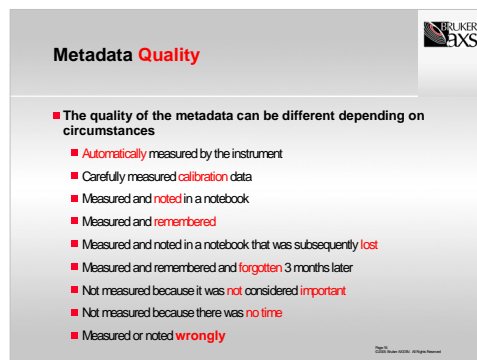 BRUKER
axs
Metadata Quality
The quality of the metadata can be different depending on
circumstances
Automatically measured by the instrument
Carefully measured calibration data
Measured and noted in a notebook
Measured and remembered
Measured and noted in a notebook that was subsequently lost
Measured and remembered and forgotten 3 months later
Not measured because it was not considered important
Not measured because there was no time
Measured or noted wrongly